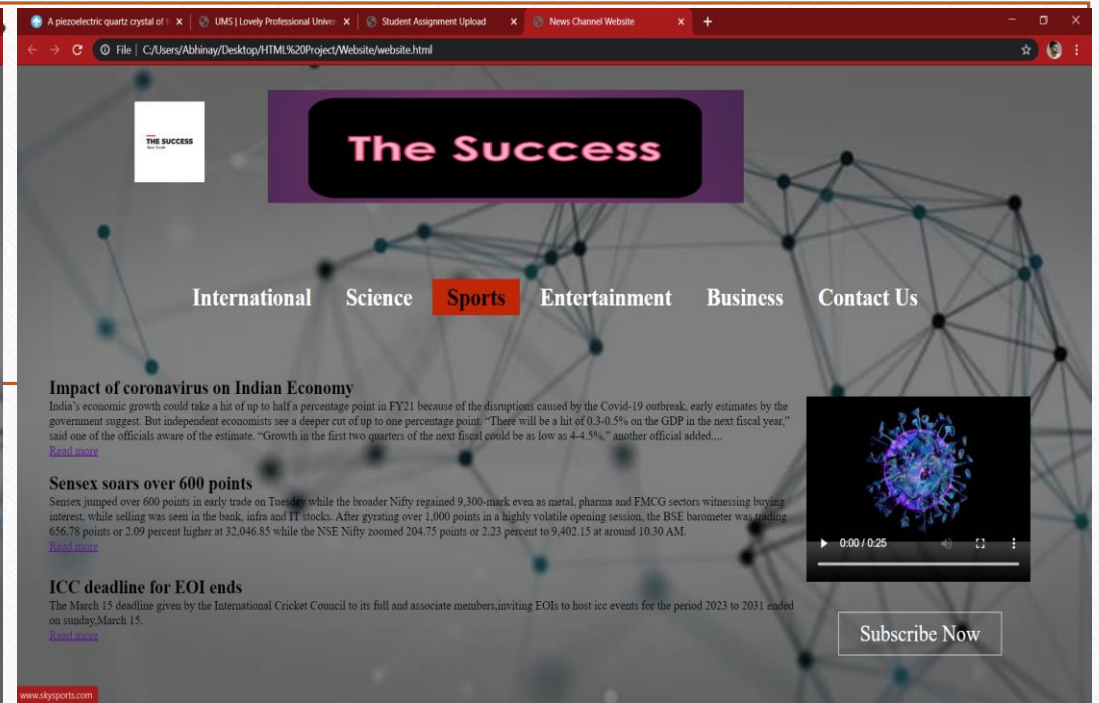 A piezoelectric quartz crystal of t
UMS | Lovely Professional Univer
Student Assignment Upload
News Channel Website
File | C:/Users/Abhinay/Desktop/HTML%20Project/Website/website.html
THE SUCCESS
The Success
International Science Sports Entertainment Business Contact Us
Impact of coronavirus on Indian Economy
India's economic growth could take a hit of up to half a percentage point in FY21 because of the disruptions caused by the Covid-19 outbreak, early estimates by the
government suggest. But independent economists see a deeper cut of up to one percentage point. “There will be a hit of 0.3-0.5% on the GDP in the next fiscal year,”
said one of the officials aware of the estimate. “Growth in the first two quarters of the next fiscal could be as low as 4-4.5%,” another official added....
Read more
Sensex soars over 600 points
Sensex jumped over 600 points in early trade on Tuesday while the broader Nifty regained 9,300-mark even as metal, pharma and FMCG sectors witnessing buying
interest, while selling was seen in the bank, infra and IT stocks. After gyrating over 1,000 points in a highly volatile opening session, the BSE barometer was trading
656.78 points or 2.09 percent higher at 32,046.85 while the NSE Nifty zoomed 204.75 points or 2.23 percent to 9,402.15 at around 10.30 AM.
Read more
0:00 / 0:25
ICC deadline for EOI ends
The March 15 deadline given by the International Cricket Council to its full and associate members,inviting EOIs to host icc events for the period 2023 to 2031 ended
on sunday,March 15.
Read more
Subscribe Now
www.skysports.com